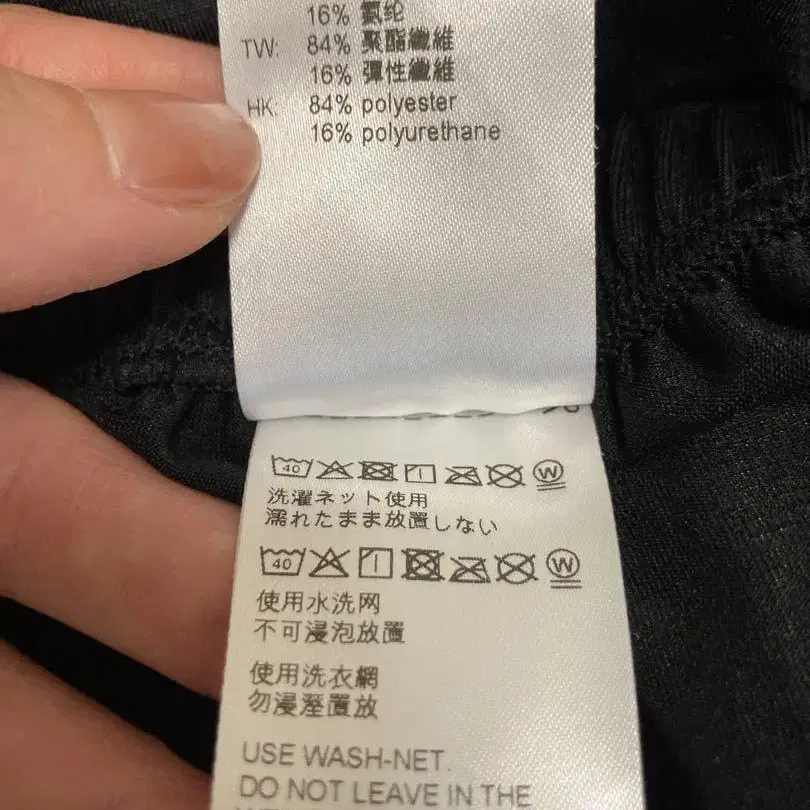 16% 氨纶
TW: 84% 聚酯纖維
16% 彈性纖維
HK: 84% polyester
16% polyurethane
40 W
洗濯ネット使用
濡れたまま放置しない
40 W
使用水洗网
不可浸泡放置
使用洗衣網
勿浸溼置放
USE WASH-NET.
DO NOT LEAVE IN THE